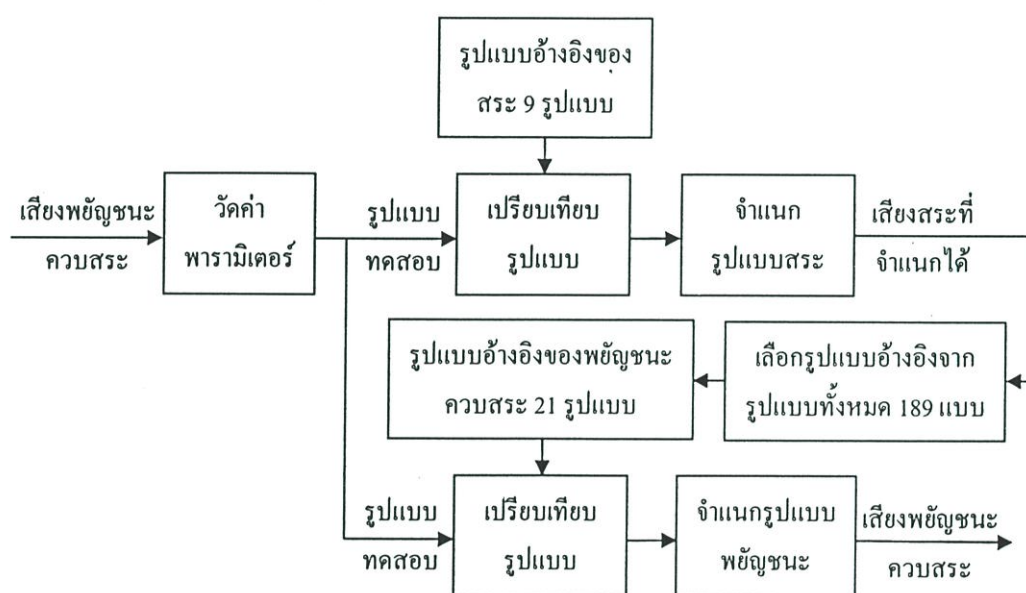 รูปแบบอ้างอิงของ
สระ 9 รูปแบบ
เสียงพยัญชนะ
ควบสระ
วัดค่า
พารามิเตอร์
รูปแบบ
ทดสอบ
เปรียบเทียบ
รูปแบบ
จำแนก
รูปแบบสระ
เสียงสระที่
จำแนกได้
รูปแบบอ้างอิงของพยัญชนะ
ควบสระ 21 รูปแบบ
เลือกรูปแบบอ้างอิงจาก
รูปแบบทั้งหมด 189 แบบ
รูปแบบ
ทดสอบ
เปรียบเทียบ
รูปแบบ
จำแนกรูปแบบ
พยัญชนะ
เสียงพยัญชนะ
ควบสระ